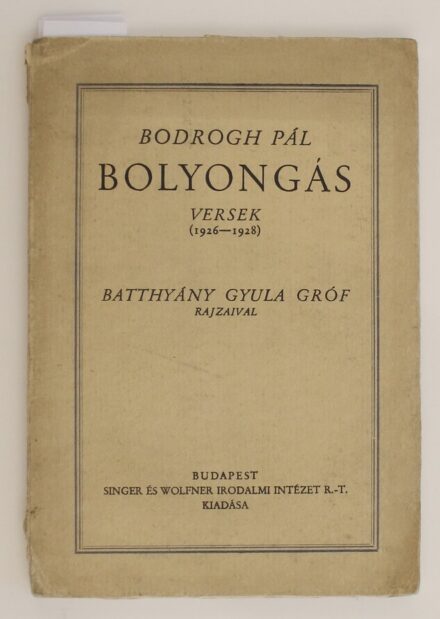 BODROGH PÁL
BOLYONGÁS
VERSEK
(1926—1928)
BATTHYÁNY GYULA GRÓF
RAJZAIVAL
BUDAPEST
SINGER ÉS WOLFNER IRODALMI INTÉZET R.-T.
KIADÁSA